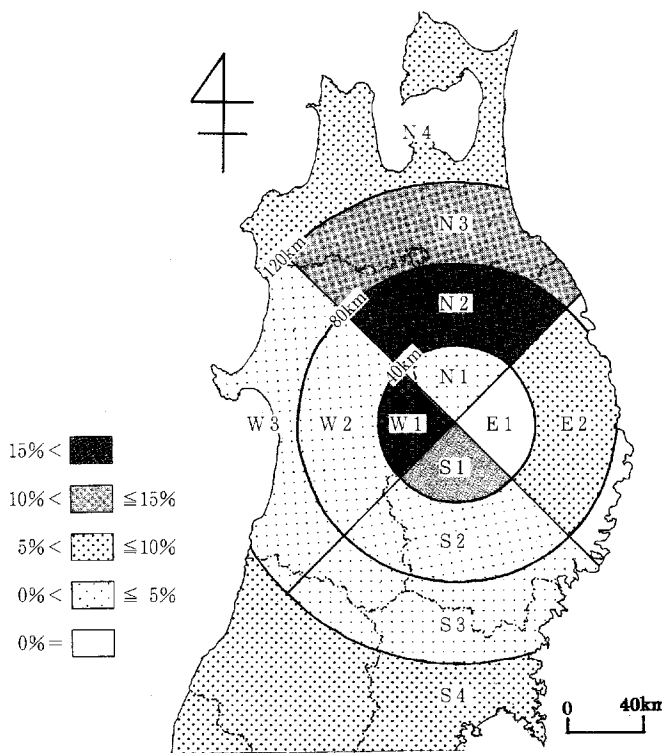 N4
N3
120km
N2
80km
40km
N1
W3 W2 W1 E1 E2
S1
S2
S3
S4
15%<
10%< ≦15%
5%< ≦10%
0%< ≦ 5%
0%=
0 40km